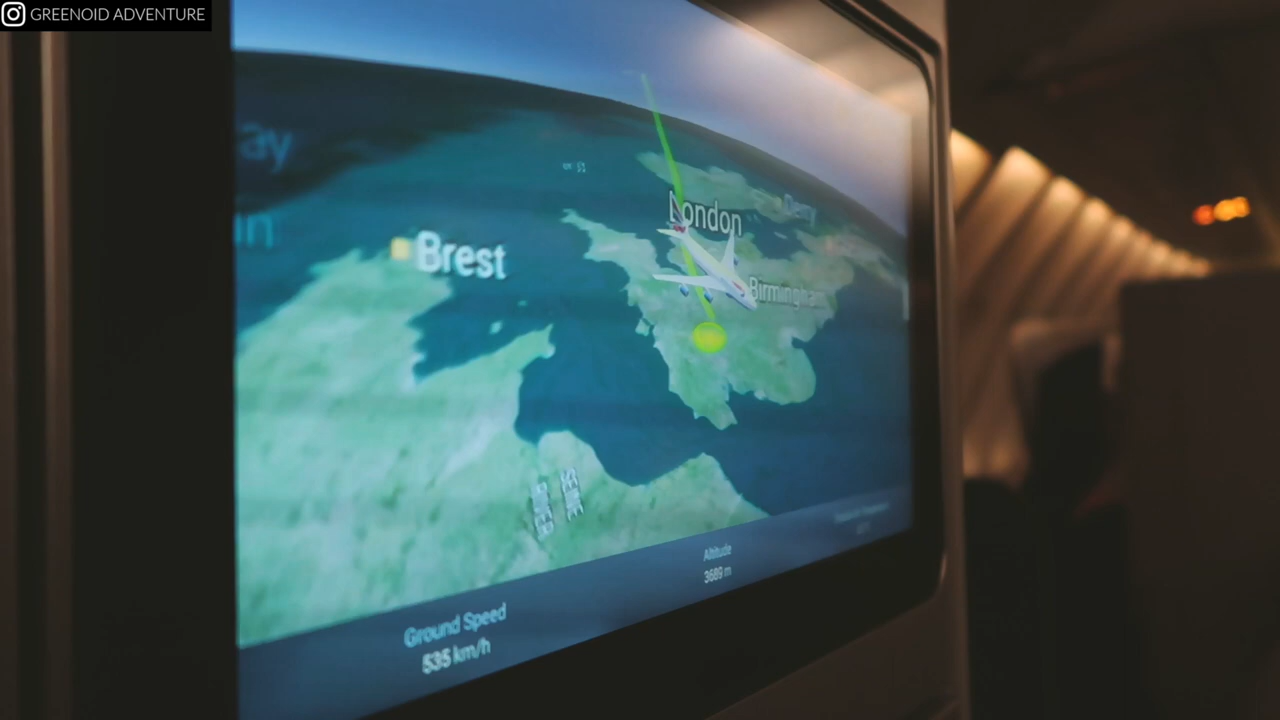 GREENOID ADVENTURE
London
Brest
Birmingham
Altitude
3689 m
Ground Speed
535 km/h